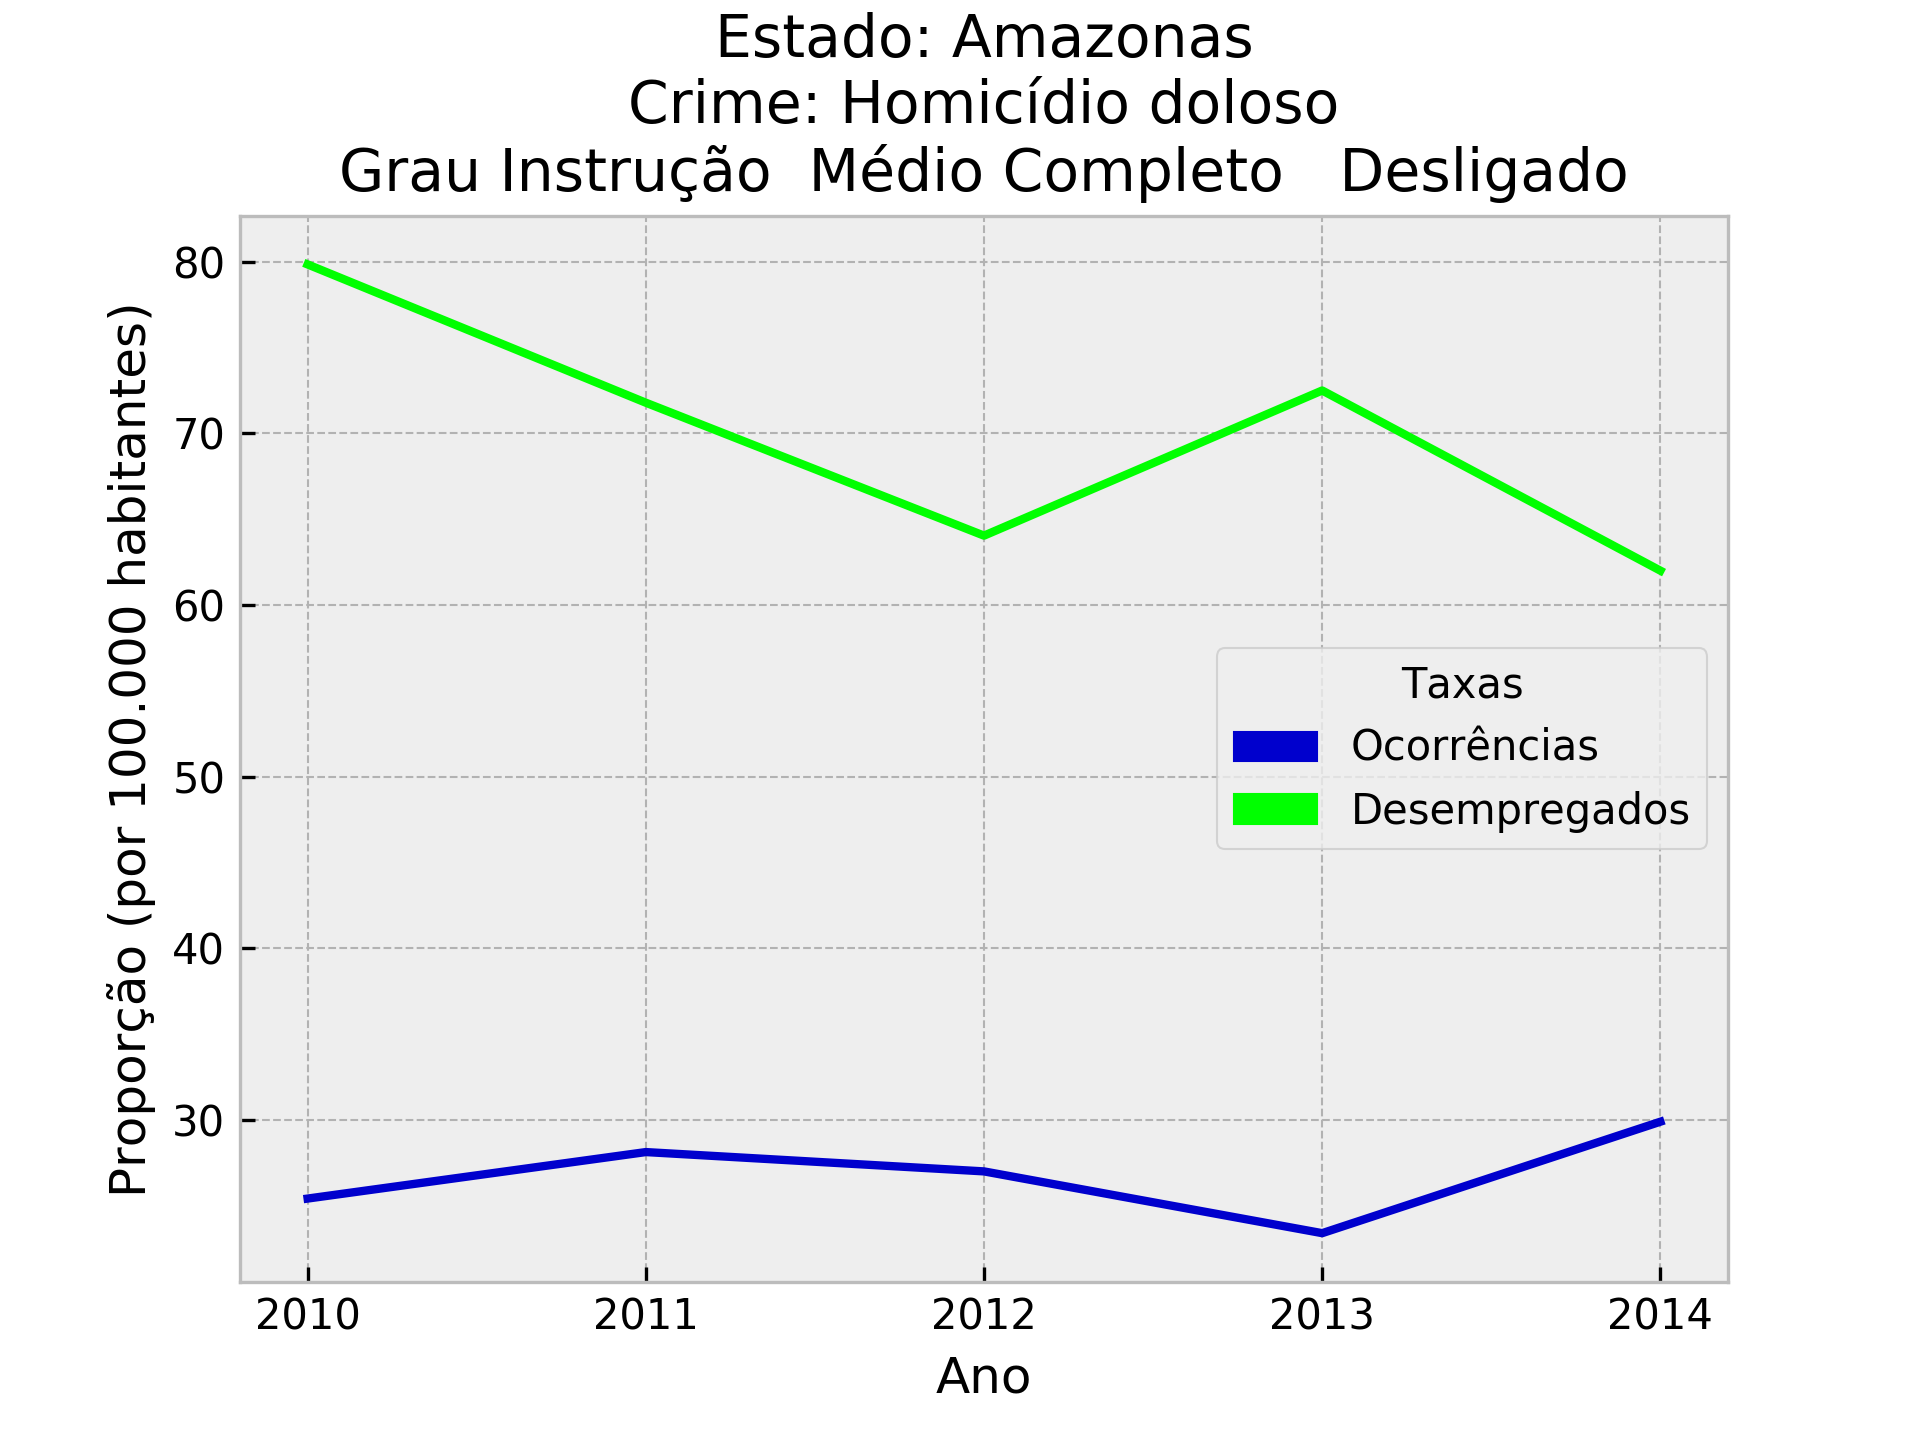 Estado: Amazonas
Crime: Homicídio doloso
Grau Instrução  Médio Completo   Desligado
Proporção (por 100.000 habitantes)
80
70
60
50
40
30
Taxas
Ocorrências
Desempregados
2010 2011 2012 2013 2014
Ano